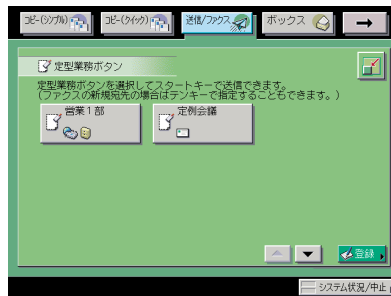 コピー(シンプル)
コピー(クイック)
送信/ファクス
ボックス
定型業務ボタン
定型業務ボタンを選択してスタートキーで送信できます。
(ファクスの新規宛先の場合はテンキーで指定することもできます。)
営業1部
定例会議
登録
システム状況/中止